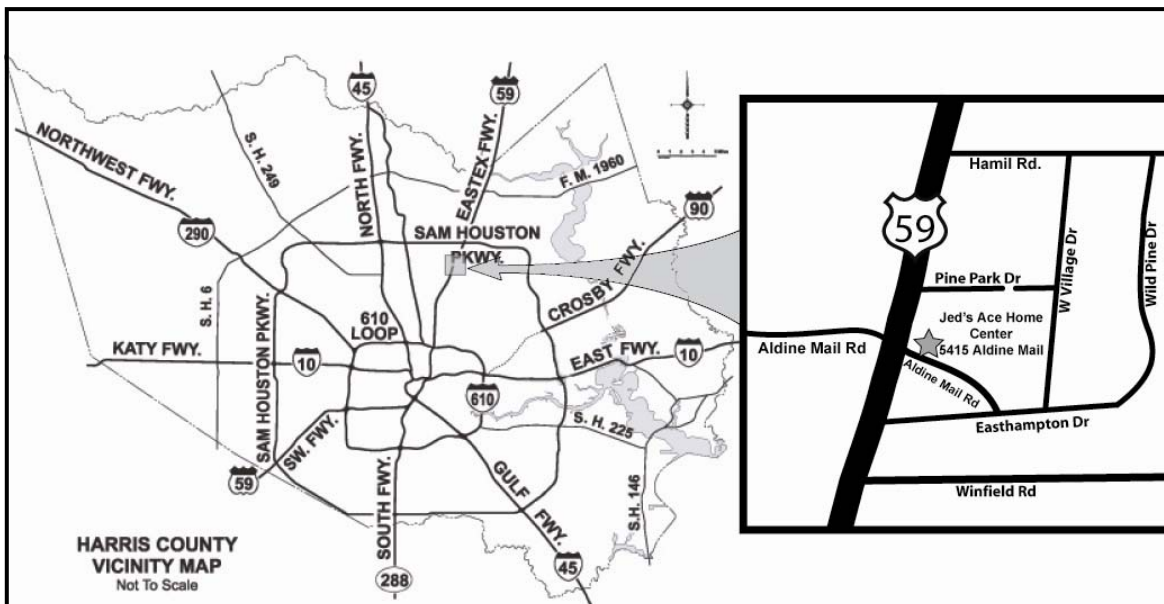 45
59
NORTHWEST FWY.
S. H. 249
NORTH FWY.
EASTEX FWY.
F. M. 1960
90
290
SAM HOUSTON
PKWY.
CROSBY FWY.
S. H. 6
SAM HOUSTON PKWY.
610
LOOP
KATY FWY.
10
EAST FWY.
10
610
S. H. 225
SW. FWY.
59
SOUTH FWY.
GULF FWY.
S.H. 146
288
45
HARRIS COUNTY
VICINITY MAP
Not To Scale
Hamil Rd.
59
W Village Dr
Wild Pine Dr
Pine Park Dr
Jed's Ace Home
Center
5415 Aldine Mail
Aldine Mail Rd
Aldine Mail Rd
Easthampton Dr
Winfield Rd